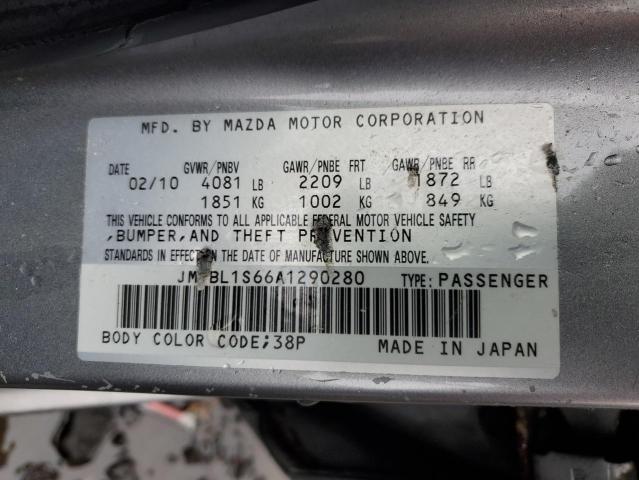 MFD. BY MAZDA MOTOR CORPORATION
DATE GVWR/PNBV GAWR/PNBE FRT GAWR/PNBE RR
02/10 4081 LB 2209 LB 1872 LB
1851 KG 1002 KG 849 KG
THIS VEHICLE CONFORMS TO ALL APPLICABLE FEDERAL MOTOR VEHICLE SAFETY
,BUMPER,AND THEFT PREVENTION
STANDARDS IN EFFECT ON THE DATE OF MANUFACTURE SHOWN ABOVE.
TYPE: PASSENGER
BODY COLOR CODE;38P MADE IN JAPAN